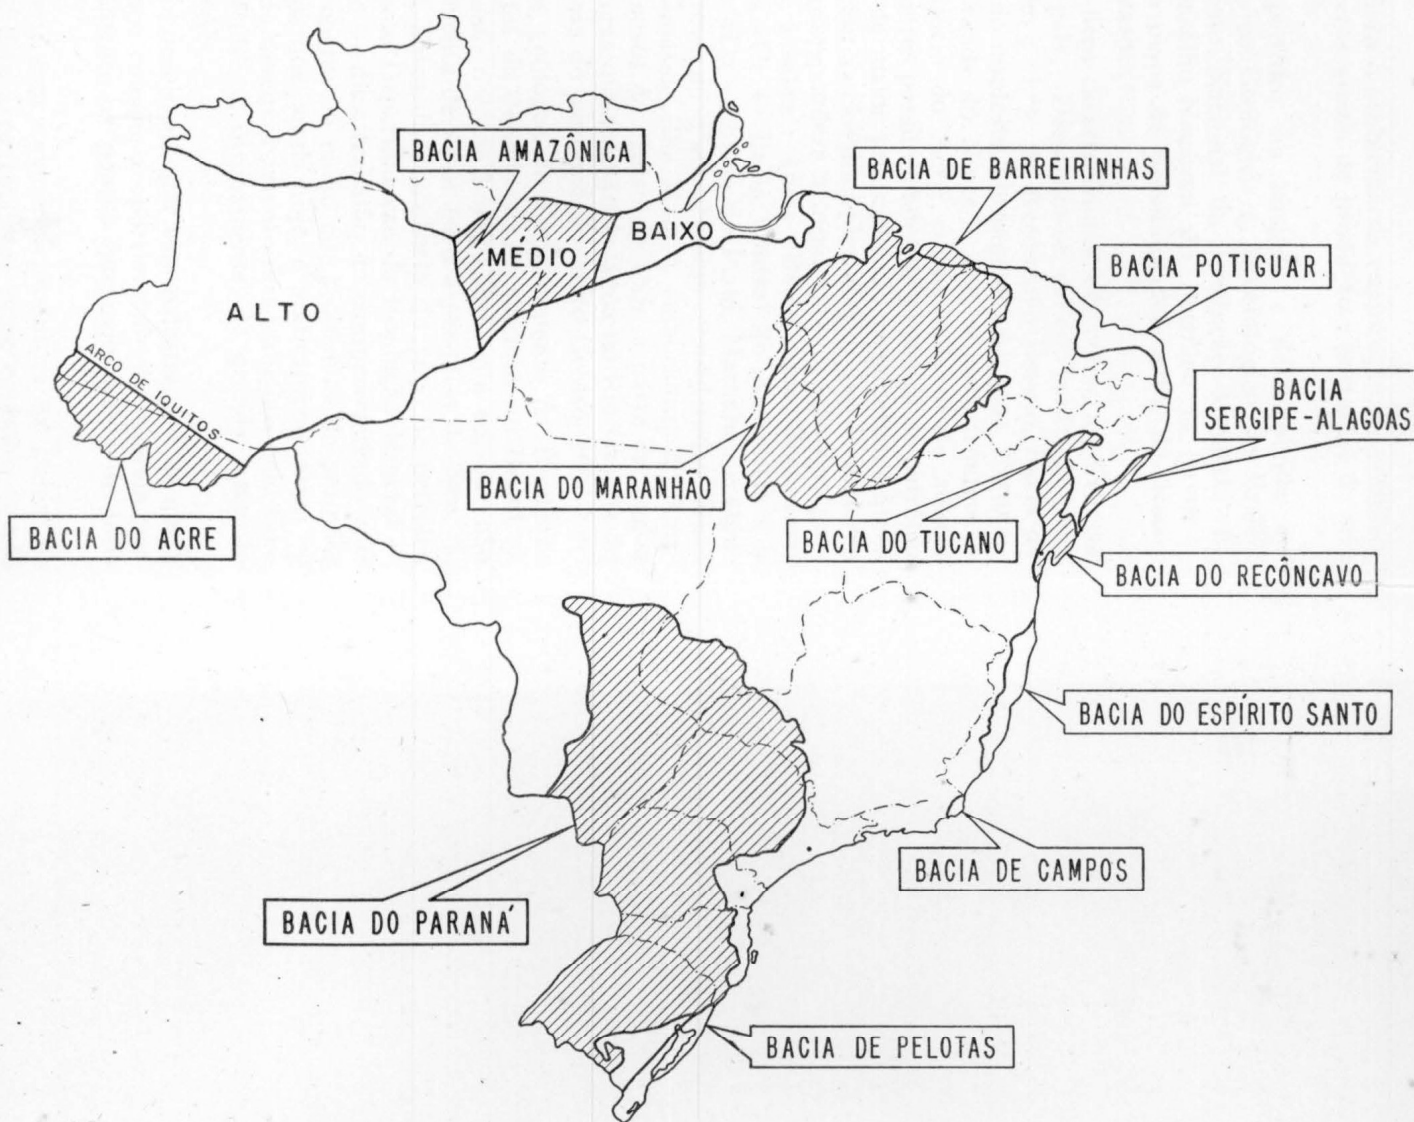 BACIA AMAZÔNICA
BACIA DE BARREIRINHAS
BAIXO
MÉDIO
BACIA POTIGUAR
ALTO
ARCO DE IQUITOS
BACIA
SERGIPE-ALAGOAS
BACIA DO MARANHÃO
BACIA DO ACRE
BACIA DO TUCANO
BACIA DO RECÔNCAVO
BACIA DO ESPÍRITO SANTO
BACIA DE CAMPOS
BACIA DO PARANÁ
BACIA DE PELOTAS